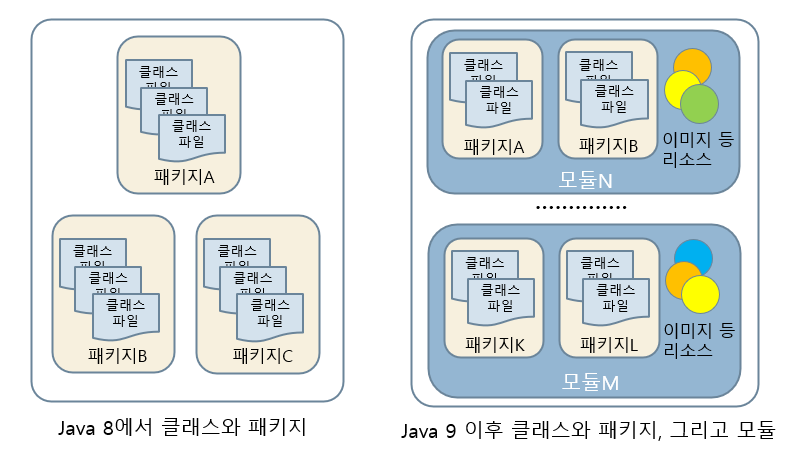 클래스
파일
클래스
파일
클래스
파일
패키지A
클래스
파일
클래스
파일
클래스
파일
패키지B
클래스
파일
클래스
파일
클래스
파일
패키지C
Java 8에서 클래스와 패키지
클래스
파일
클래스
파일
패키지A
클래스
파일
클래스
파일
패키지B
이미지 등
리소스
모듈N
··············
클래스
파일
클래스
파일
패키지K
클래스
파일
클래스
파일
패키지L
이미지 등
리소스
모듈M
Java 9 이후 클래스와 패키지, 그리고 모듈